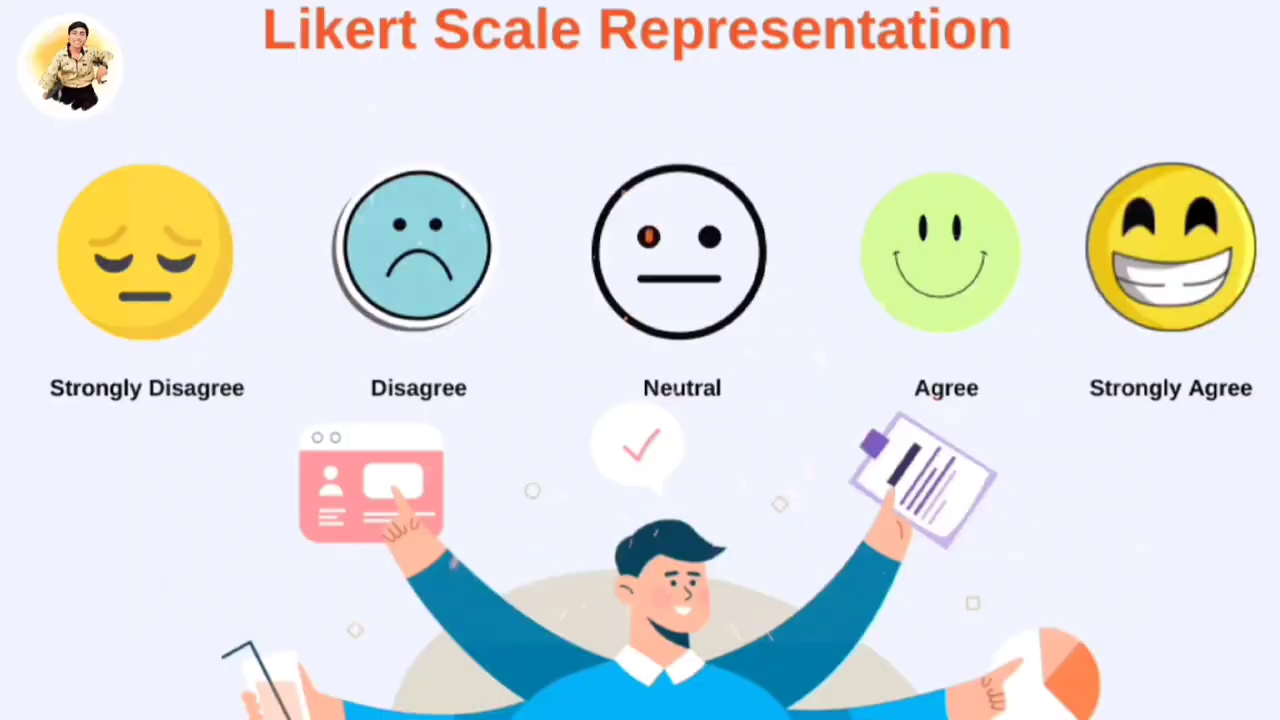 Likert Scale Representation
Strongly Disagree
Disagree
Neutral
Agree
Strongly Agree